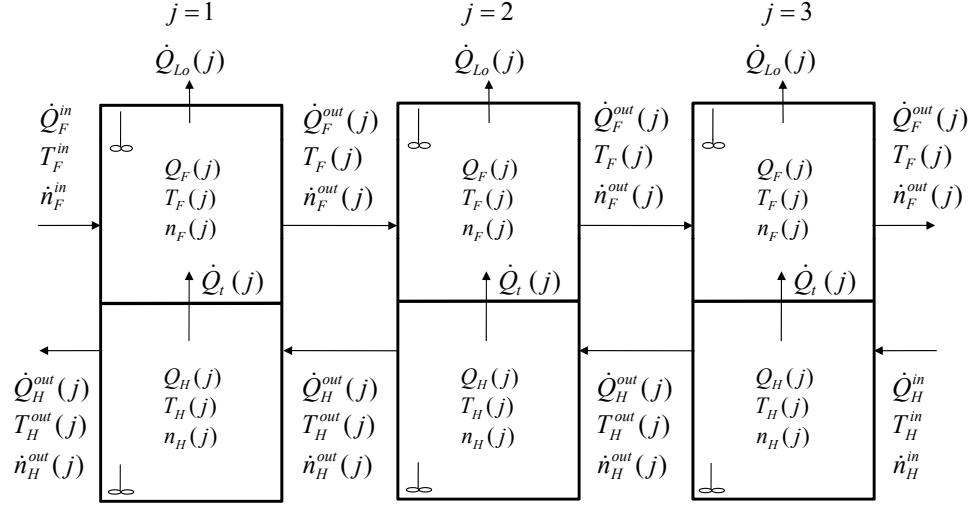 j = 1
j = 2
j = 3
Q̇_Lo(j)
Q̇_Lo(j)
Q̇_Lo(j)
Q̇_F^in
T_F^in
ṅ_F^in
Q_F(j)
T_F(j)
n_F(j)
Q̇_F^out(j)
T_F(j)
ṅ_F^out(j)
Q_F(j)
T_F(j)
n_F(j)
Q̇_F^out(j)
T_F(j)
ṅ_F^out(j)
Q_F(j)
T_F(j)
n_F(j)
Q̇_F^out(j)
T_F(j)
ṅ_F^out(j)
Q̇_t(j)
Q̇_t(j)
Q̇_t(j)
Q̇_H^out(j)
T_H^out(j)
ṅ_H^out(j)
Q_H(j)
T_H(j)
n_H(j)
Q̇_H^out(j)
T_H^out(j)
ṅ_H^out(j)
Q_H(j)
T_H(j)
n_H(j)
Q̇_H^out(j)
T_H^out(j)
ṅ_H^out(j)
Q_H(j)
T_H(j)
n_H(j)
Q̇_H^in
T_H^in
ṅ_H^in